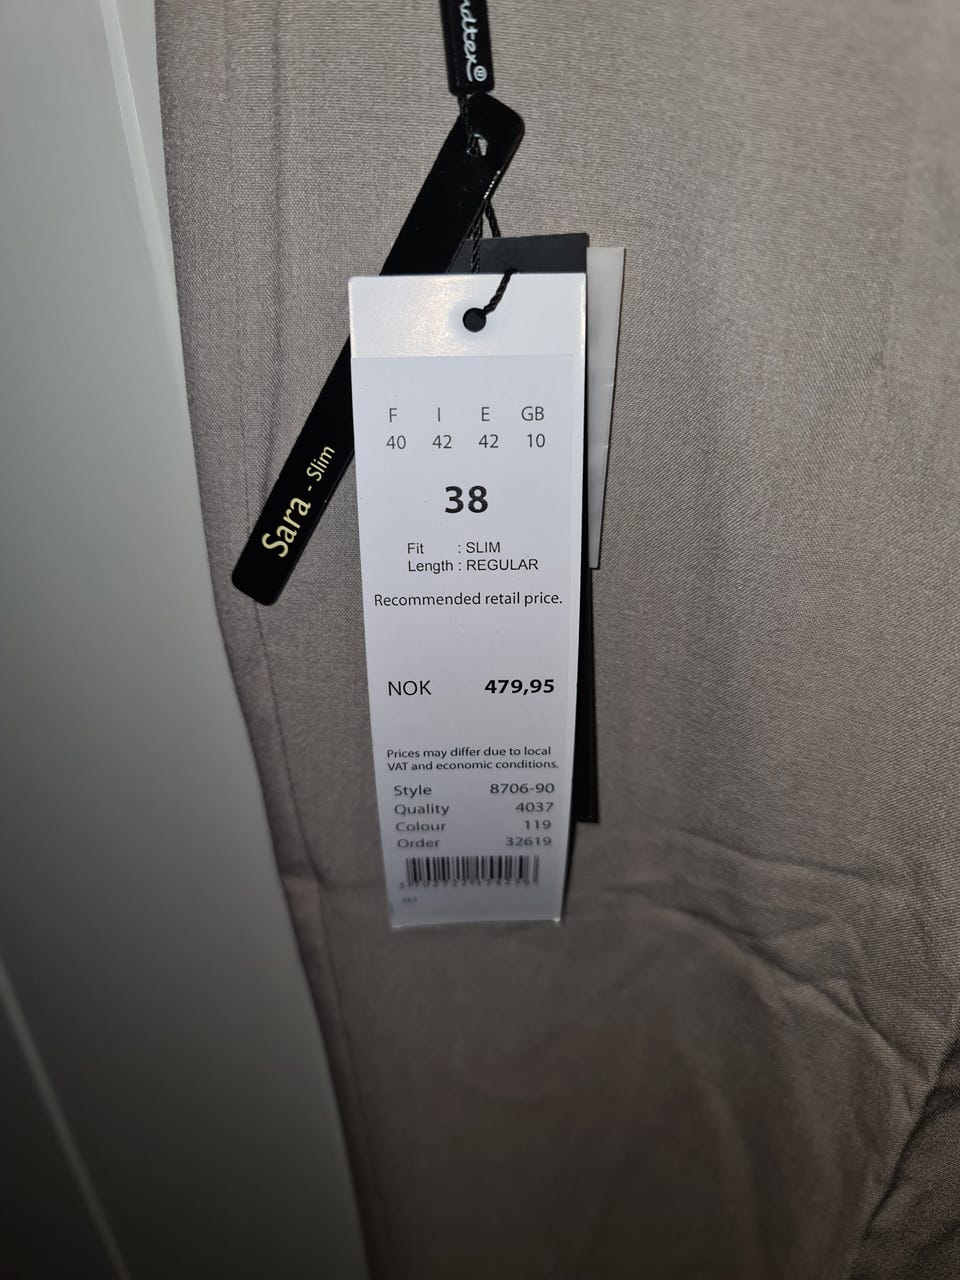 Sara - Slim
F I E GB
40 42 42 10
38
Fit : SLIM
Length : REGULAR
Recommended retail price.
NOK 479,95
Prices may differ due to local
VAT and economic conditions.
Style 8706-90
Quality 4037
Colour 119
Order 32619